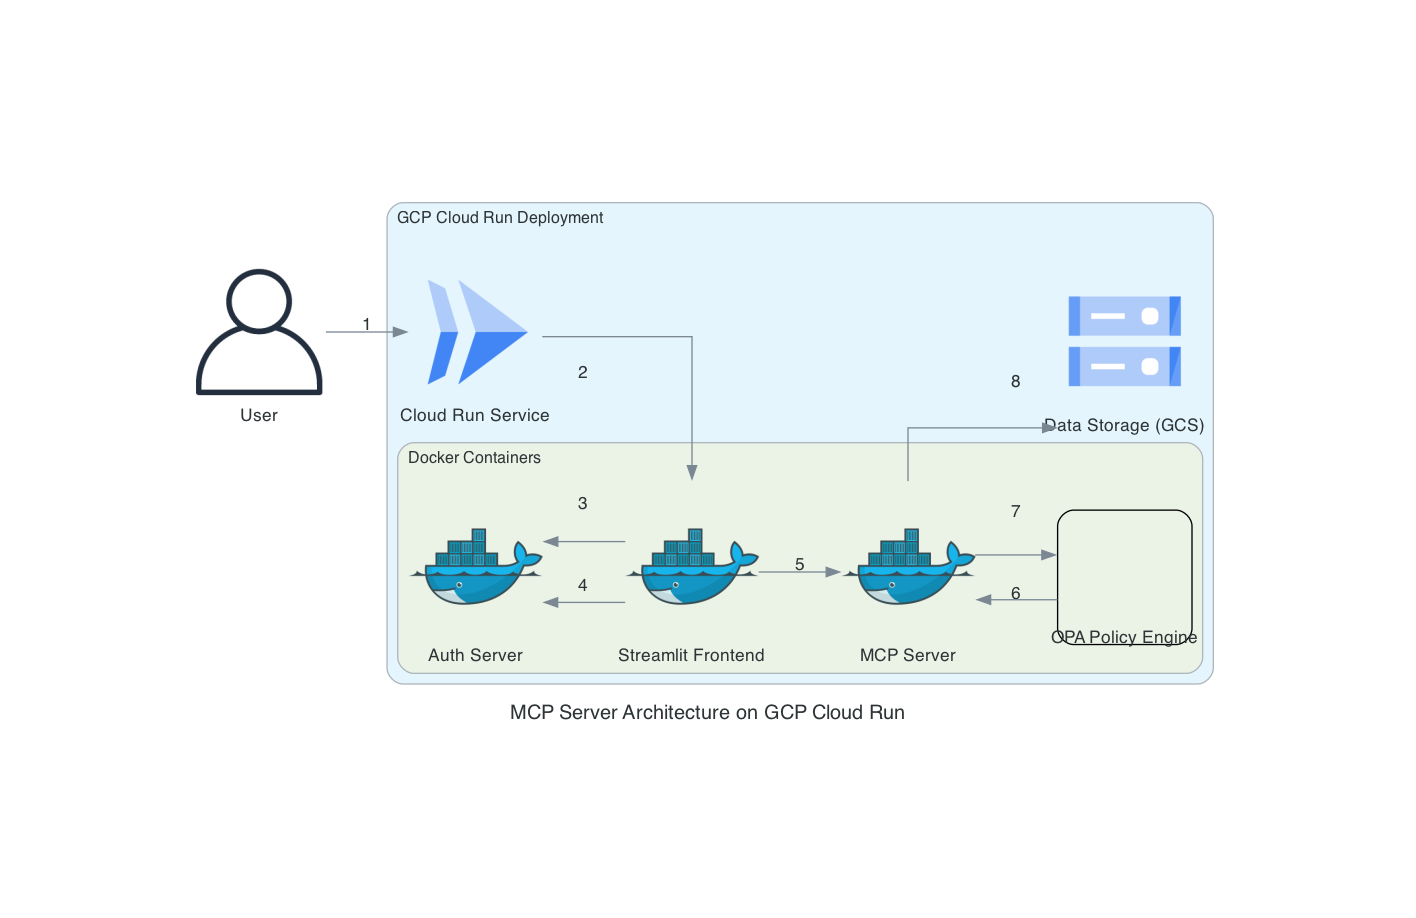 GCP Cloud Run Deployment
1
2
8
User
Cloud Run Service
Data Storage (GCS)
Docker Containers
3
7
5
4
6
OPA Policy Engine
Auth Server
Streamlit Frontend
MCP Server
MCP Server Architecture on GCP Cloud Run